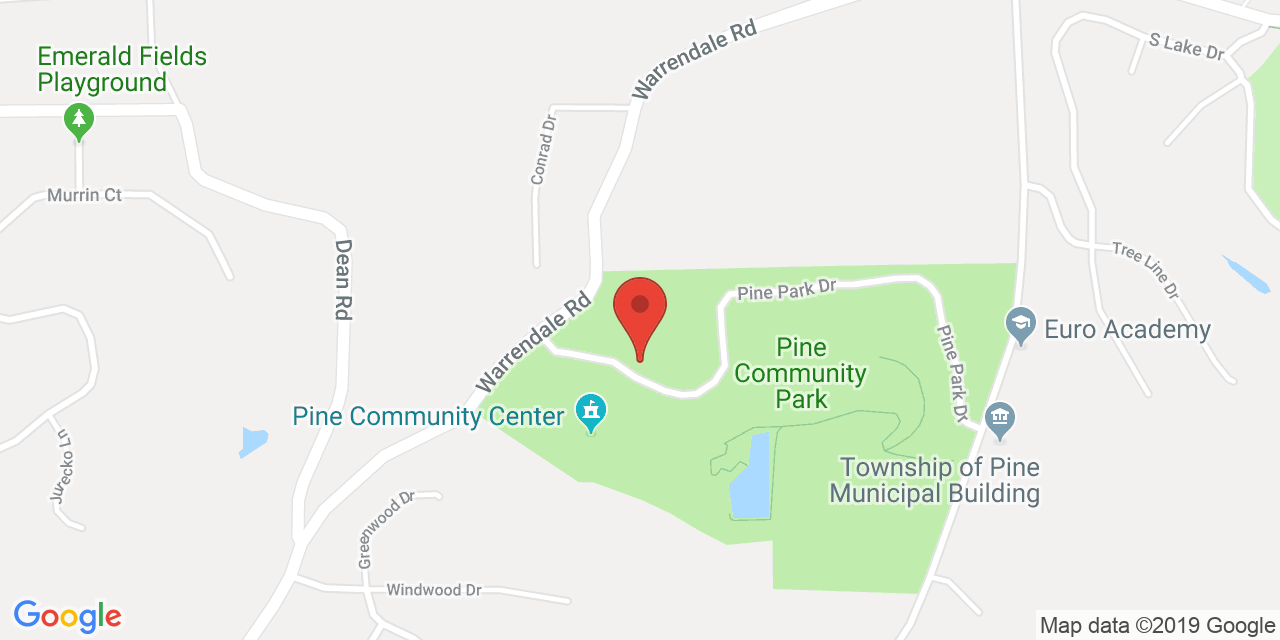 Emerald Fields
Playground
Murrin Ct
Dean Rd
Conrad Dr
Warrendale Rd
S Lake Dr
Tree Line Dr
Warrendale Rd
Pine Park Dr
Pine Park Dr
Euro Academy
Pine
Community
Park
Pine Community Center
Township of Pine
Municipal Building
Jurecko Ln
Greenwood Dr
Windwood Dr
Google
Map data ©2019 Google